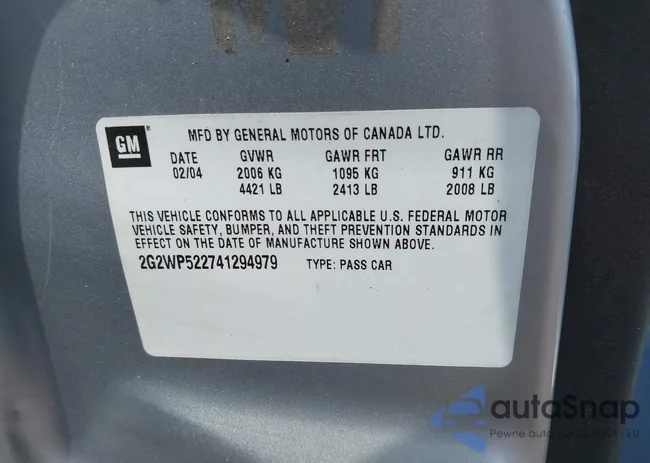 GM
MFD BY GENERAL MOTORS OF CANADA LTD.
DATE GVWR GAWR FRT GAWR RR
02/04 2006 KG 1095 KG 911 KG
4421 LB 2413 LB 2008 LB
THIS VEHICLE CONFORMS TO ALL APPLICABLE U.S. FEDERAL MOTOR
VEHICLE SAFETY, BUMPER, AND THEFT PREVENTION STANDARDS IN
EFFECT ON THE DATE OF MANUFACTURE SHOWN ABOVE.
2G2WP522741294979 TYPE: PASS CAR
autoSnap
Pewne auto